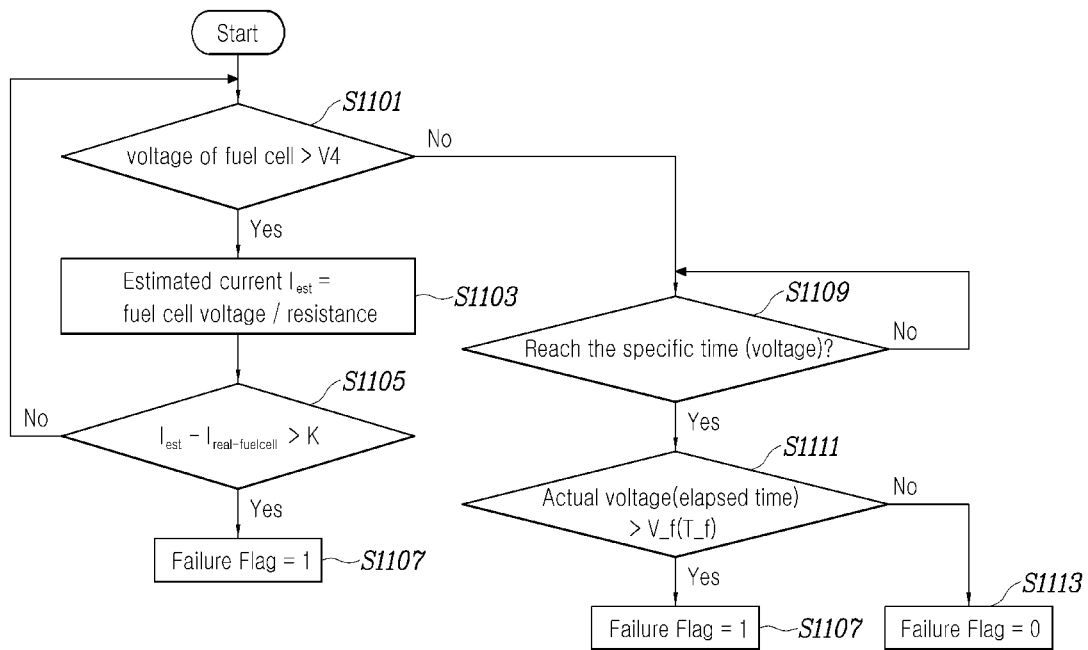 Start
S1101
voltage of fuel cell > V4
No
Yes
Estimated current I_est =
fuel cell voltage / resistance
S1103
S1105
No
I_est − I_real-fuelcell > K
Yes
Failure Flag = 1
S1107
S1109
Reach the specific time (voltage)?
No
Yes
S1111
Actual voltage(elapsed time)
> V_f(T_f)
No
Yes
Failure Flag = 1
S1107
S1113
Failure Flag = 0